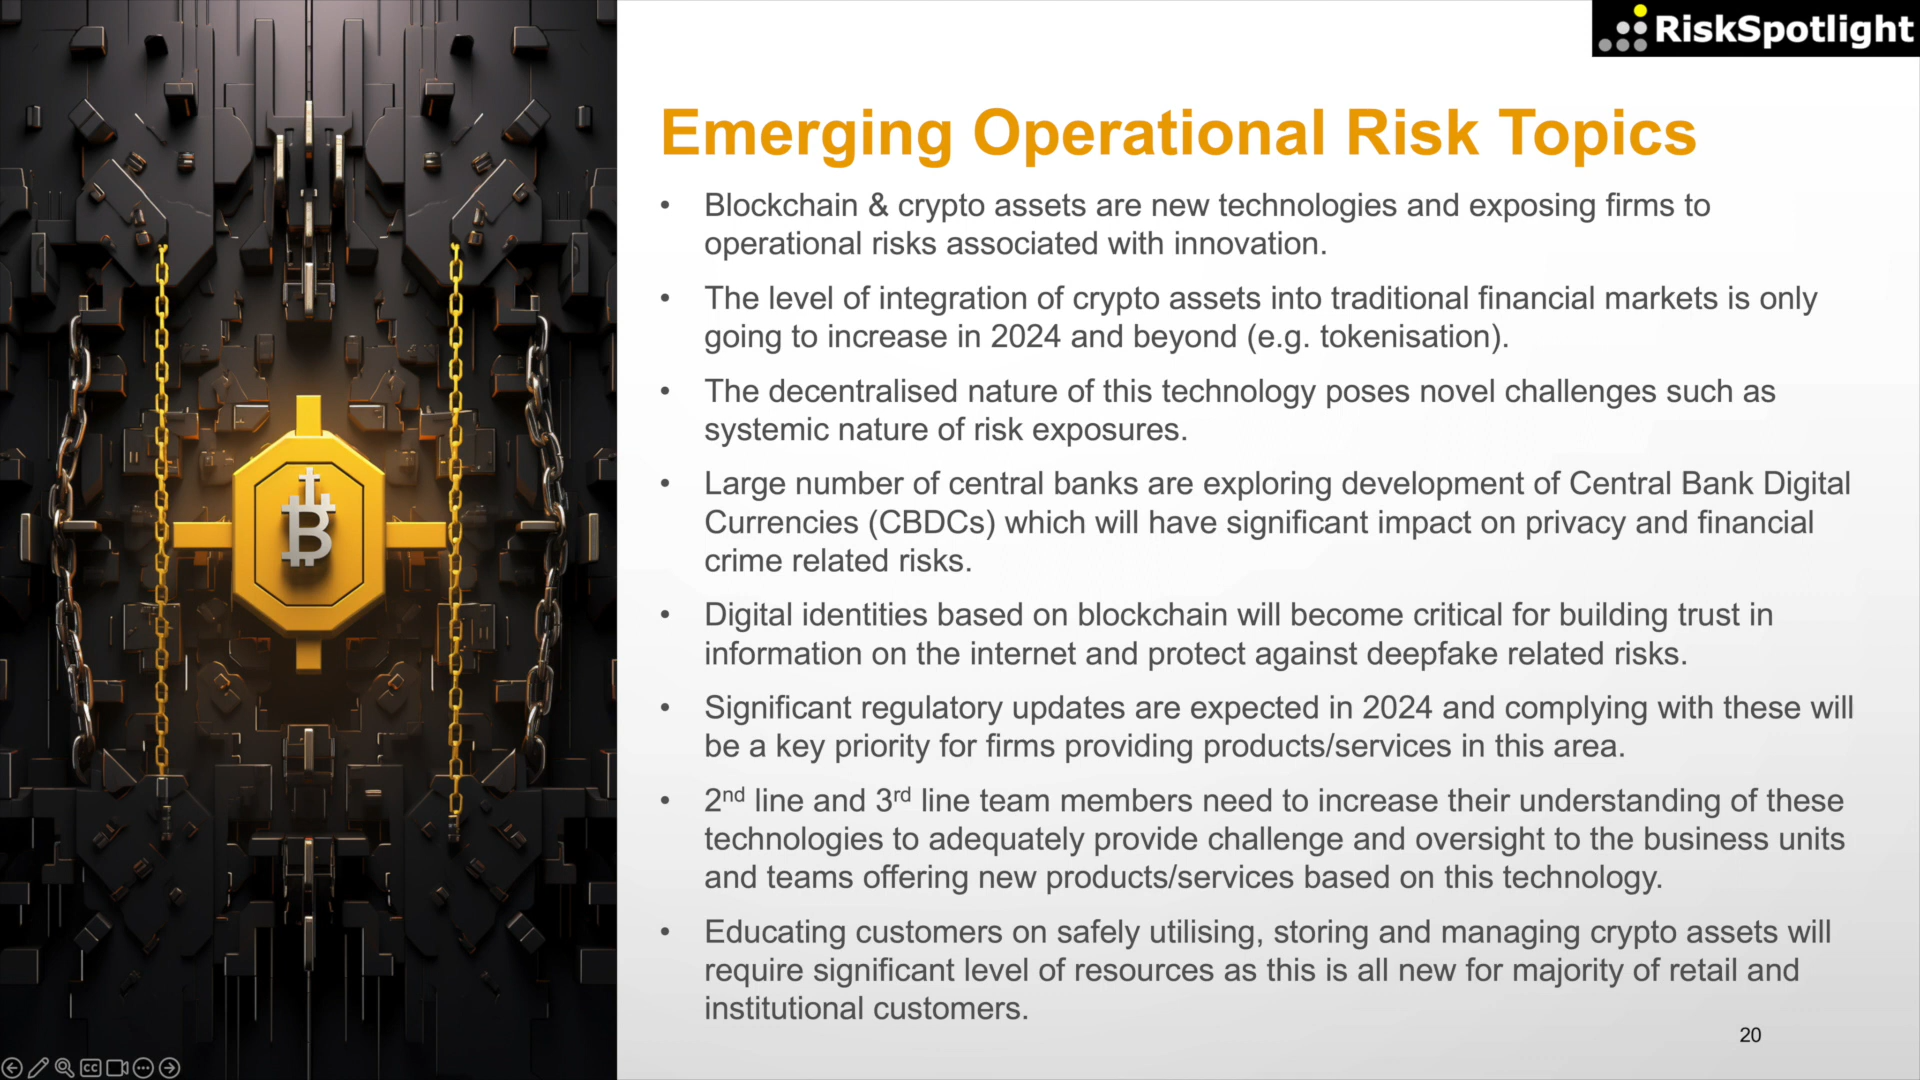 RiskSpotlight
Emerging Operational Risk Topics
• Blockchain & crypto assets are new technologies and exposing firms to
operational risks associated with innovation.
• The level of integration of crypto assets into traditional financial markets is only
going to increase in 2024 and beyond (e.g. tokenisation).
• The decentralised nature of this technology poses novel challenges such as
systemic nature of risk exposures.
• Large number of central banks are exploring development of Central Bank Digital
Currencies (CBDCs) which will have significant impact on privacy and financial
crime related risks.
• Digital identities based on blockchain will become critical for building trust in
information on the internet and protect against deepfake related risks.
• Significant regulatory updates are expected in 2024 and complying with these will
be a key priority for firms providing products/services in this area.
• 2nd line and 3rd line team members need to increase their understanding of these
technologies to adequately provide challenge and oversight to the business units
and teams offering new products/services based on this technology.
• Educating customers on safely utilising, storing and managing crypto assets will
require significant level of resources as this is all new for majority of retail and
institutional customers.
20
CC